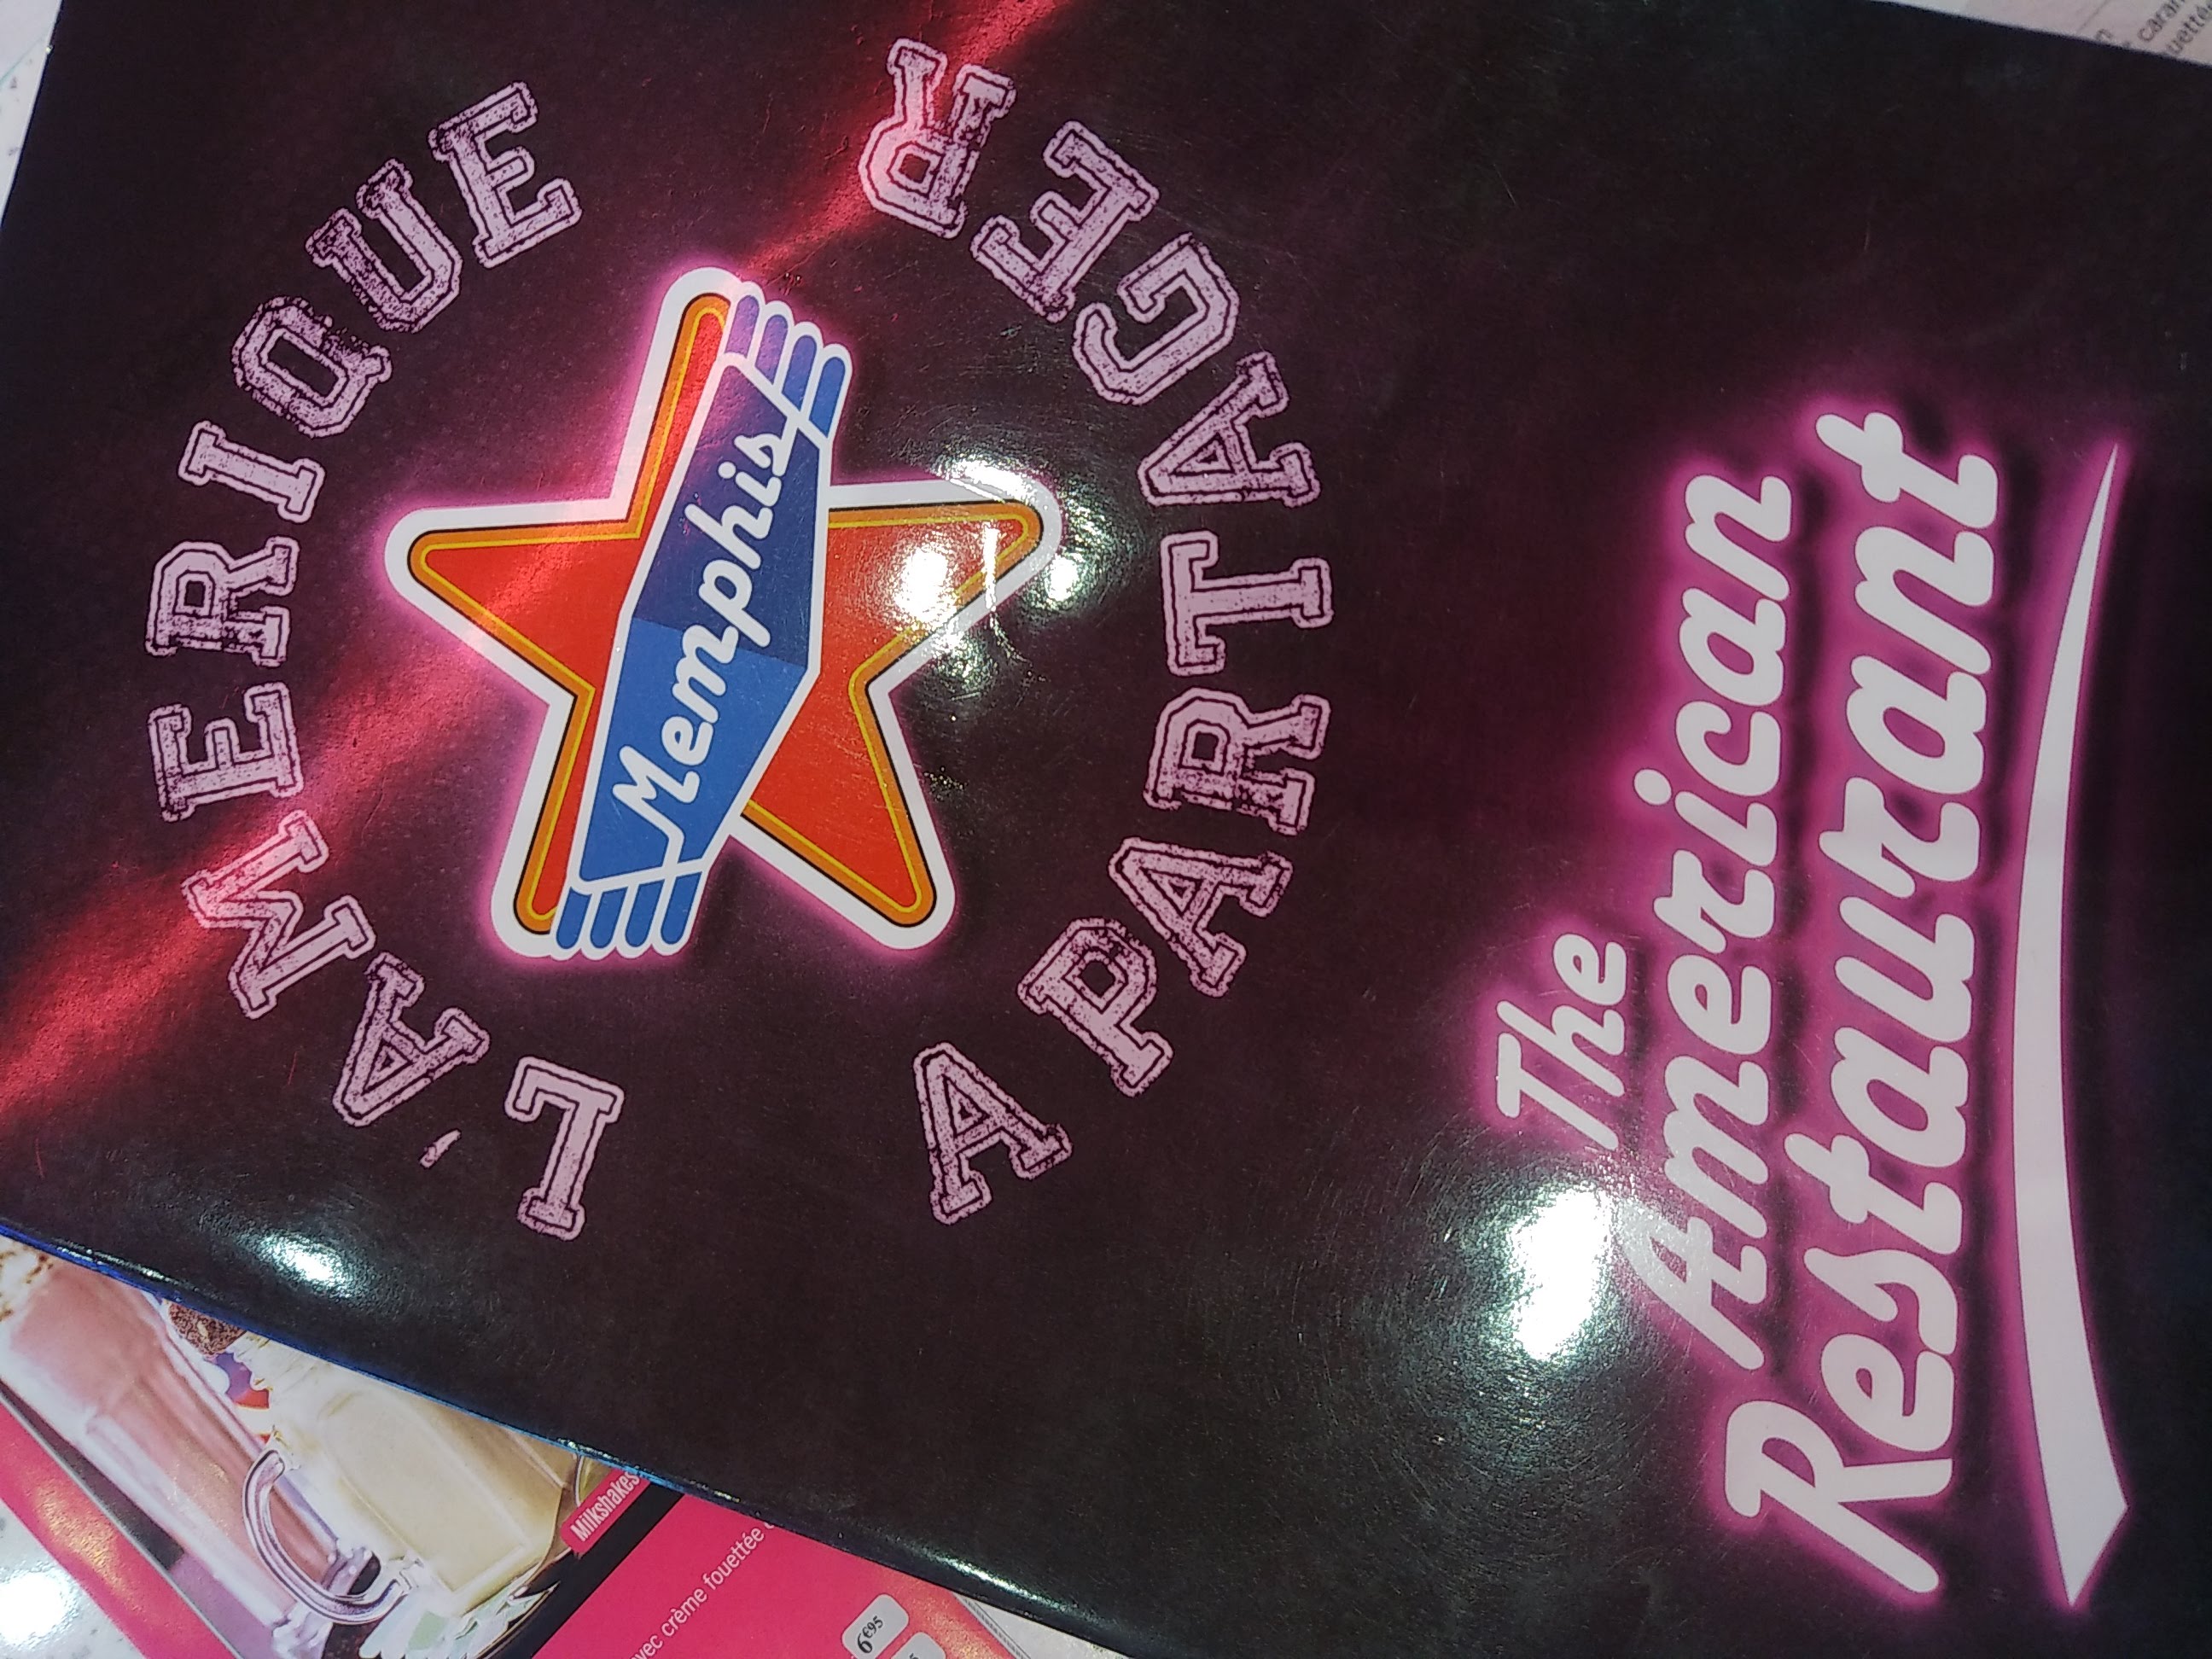 L'AMERIQUE
Memphis
A PARTAGER
The
American
Restaurant
Milkshakes
avec crème fouettée
6€95